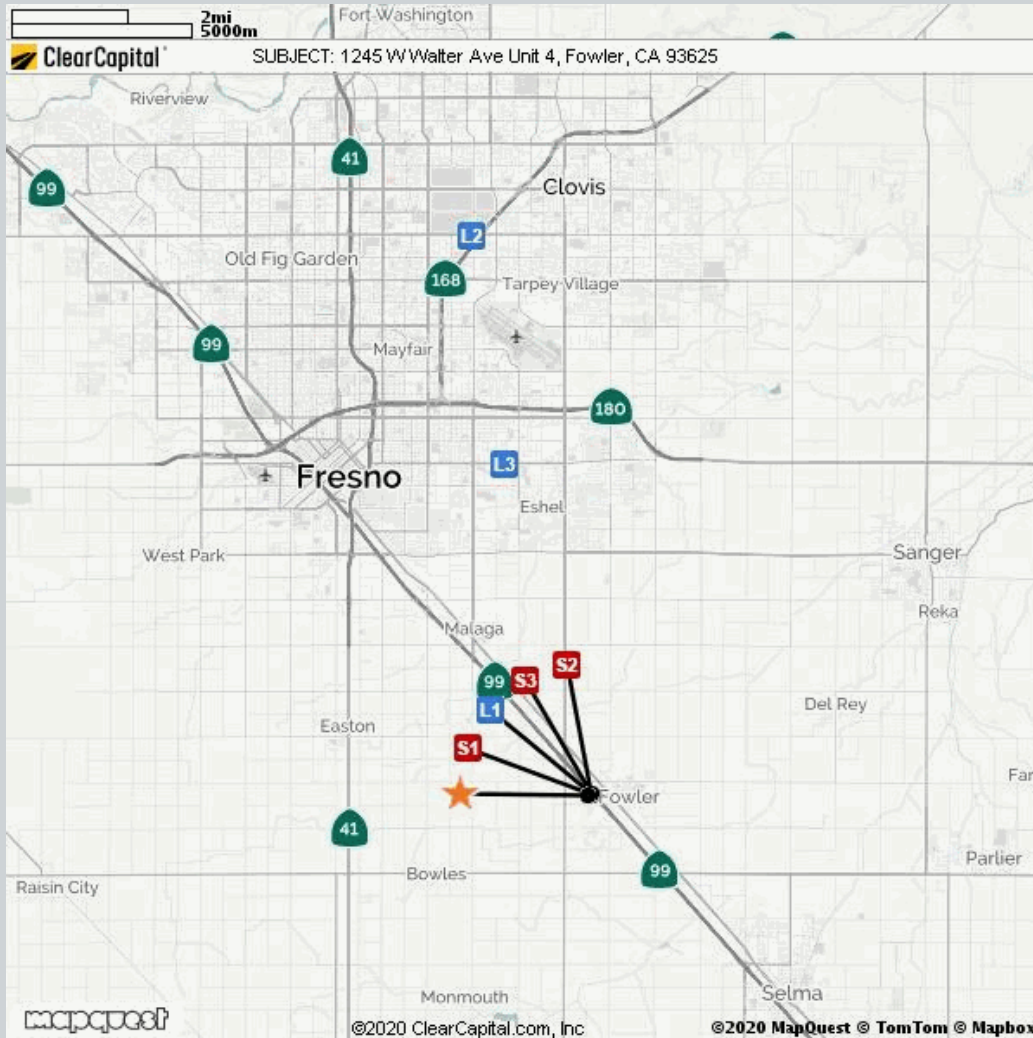 2mi
5000m
Fort Washington
ClearCapital
SUBJECT: 1245 W Walter Ave Unit 4, Fowler, CA 93625
Riverview
41
99
Clovis
L2
Old Fig Garden
168
Tarpey Village
99
Mayfair
180
L3
Fresno
Eshel
West Park
Sanger
Reka
Malaga
S2
99
S3
L1
Del Rey
Easton
S1
Far
Fowler
41
Parlier
99
Bowles
Raisin City
Selma
Monmouth
mapquest
©2020 ClearCapital.com, Inc
©2020 MapQuest © TomTom © Mapbox